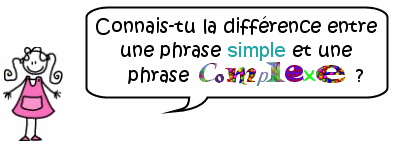 Connais-tu la différence entre
une phrase simple et une
phrase Complexe ?